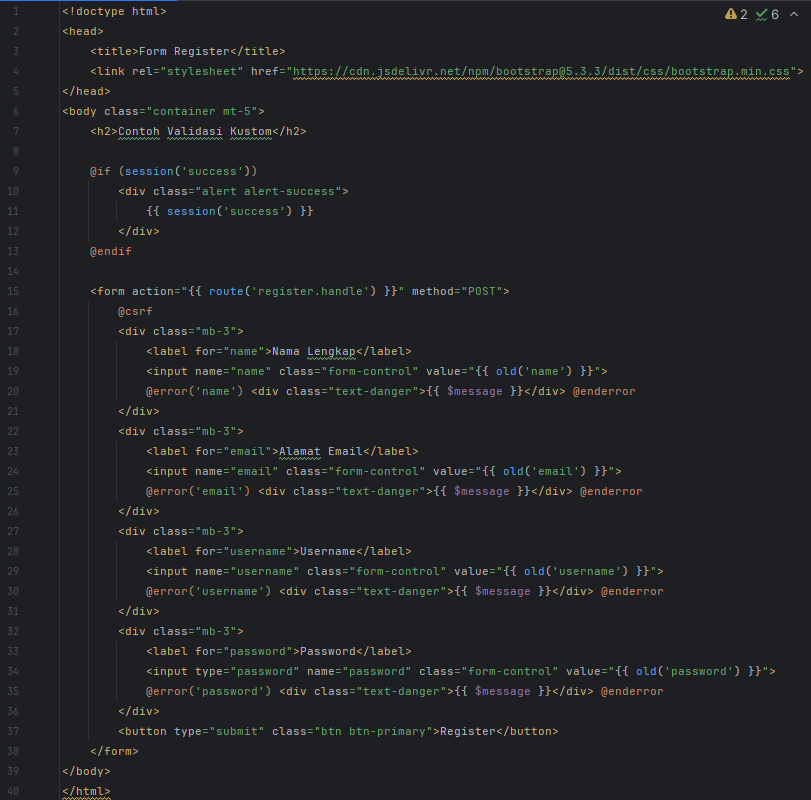 2 6
1 <!doctype html>
2 <head>
3 <title>Form Register</title>
4 <link rel="stylesheet" href="https://cdn.jsdelivr.net/npm/bootstrap@5.3.3/dist/css/bootstrap.min.css">
5 </head>
6 <body class="container mt-5">
7 <h2>Contoh Validasi Kustom</h2>
8
9 @if (session('success'))
10 <div class="alert alert-success">
11 {{ session('success') }}
12 </div>
13 @endif
14
15 <form action="{{ route('register.handle') }}" method="POST">
16 @csrf
17 <div class="mb-3">
18 <label for="name">Nama Lengkap</label>
19 <input name="name" class="form-control" value="{{ old('name') }}">
20 @error('name') <div class="text-danger">{{ $message }}</div> @enderror
21 </div>
22 <div class="mb-3">
23 <label for="email">Alamat Email</label>
24 <input name="email" class="form-control" value="{{ old('email') }}">
25 @error('email') <div class="text-danger">{{ $message }}</div> @enderror
26 </div>
27 <div class="mb-3">
28 <label for="username">Username</label>
29 <input name="username" class="form-control" value="{{ old('username') }}">
30 @error('username') <div class="text-danger">{{ $message }}</div> @enderror
31 </div>
32 <div class="mb-3">
33 <label for="password">Password</label>
34 <input type="password" name="password" class="form-control" value="{{ old('password') }}">
35 @error('password') <div class="text-danger">{{ $message }}</div> @enderror
36 </div>
37 <button type="submit" class="btn btn-primary">Register</button>
38 </form>
39 </body>
40 </html>